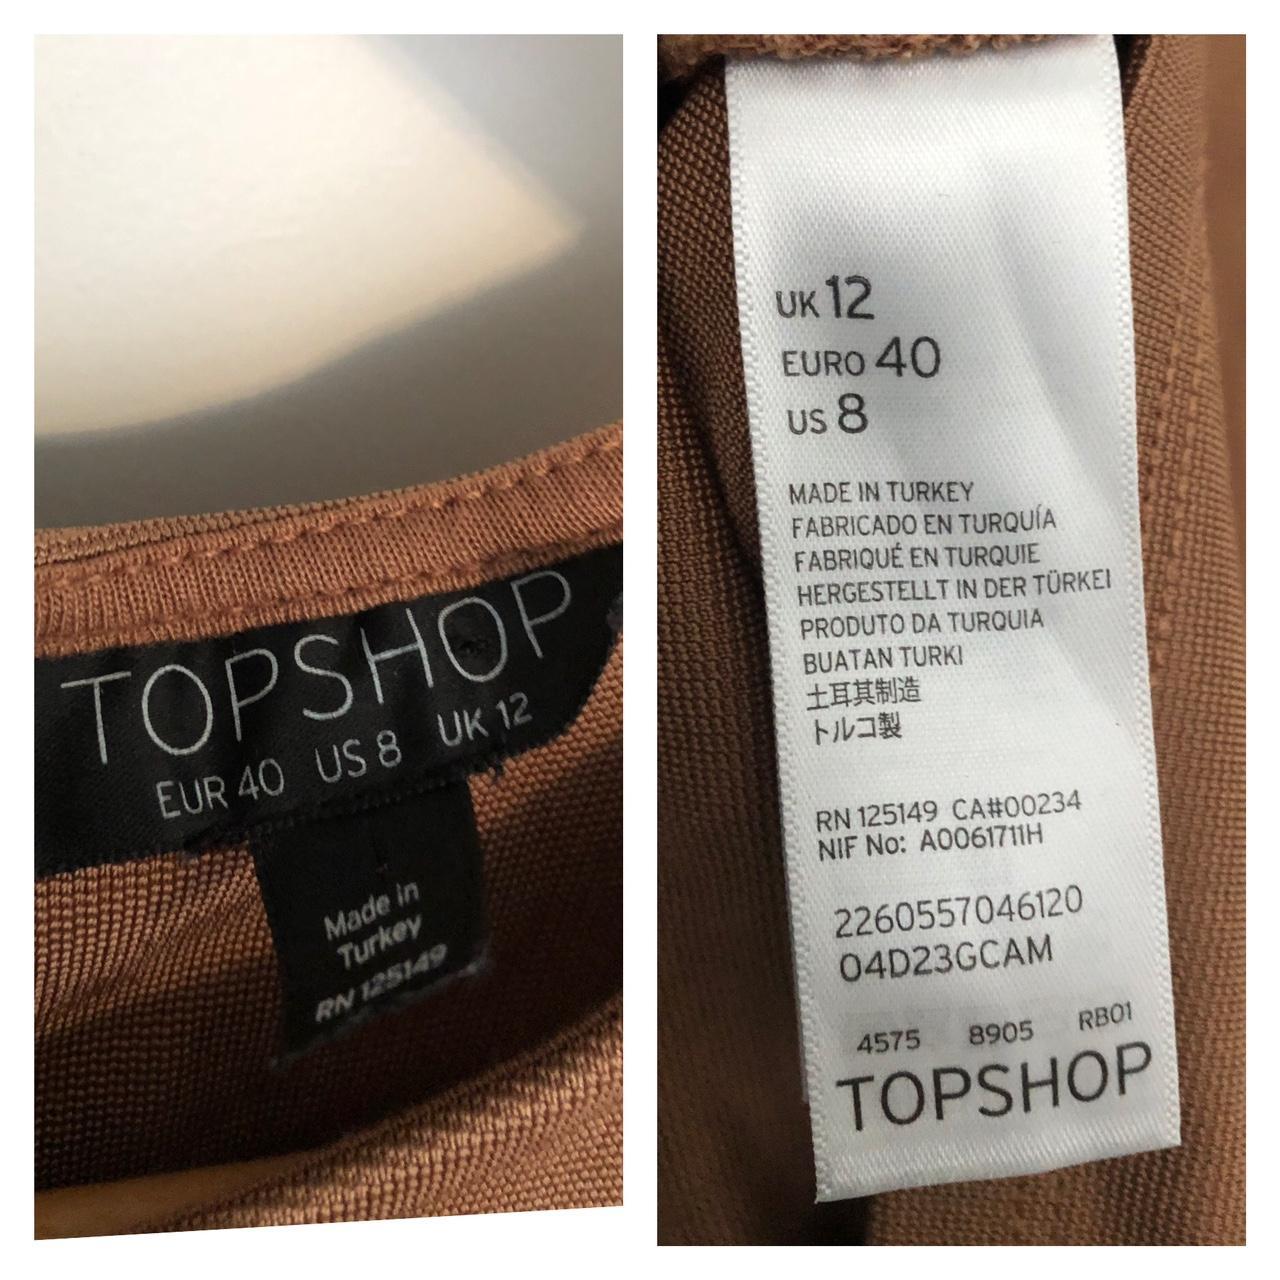 TOPSHOP
EUR 40 US 8 UK 12
Made in
Turkey
RN 125149
UK 12
EURO 40
US 8
MADE IN TURKEY
FABRICADO EN TURQUÍA
FABRIQUÉ EN TURQUIE
HERGESTELLT IN DER TÜRKEI
PRODUTO DA TURQUIA
BUATAN TURKI
土耳其制造
トルコ製
RN 125149 CA#00234
NIF No: A0061711H
2260557046120
04D23GCAM
4575 8905 RB01
TOPSHOP